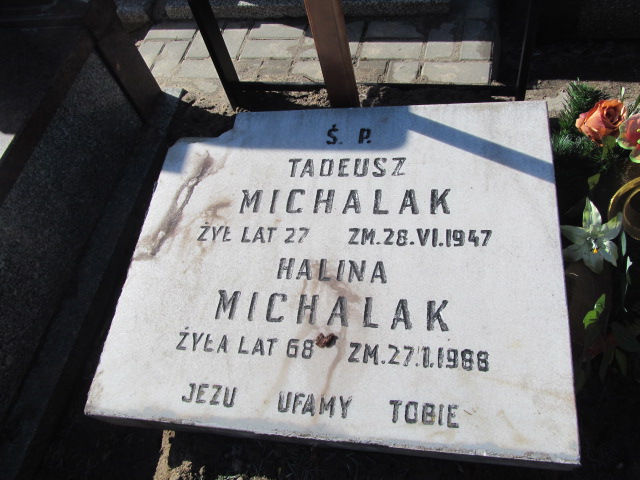 Ś. P.
TADEUSZ
MICHALAK
ŻYŁ LAT 27 ZM. 28. VI. 1947
HALINA
MICHALAK
ŻYŁA LAT 68 ZM. 27. I. 1988
JEZU UFAMY TOBIE